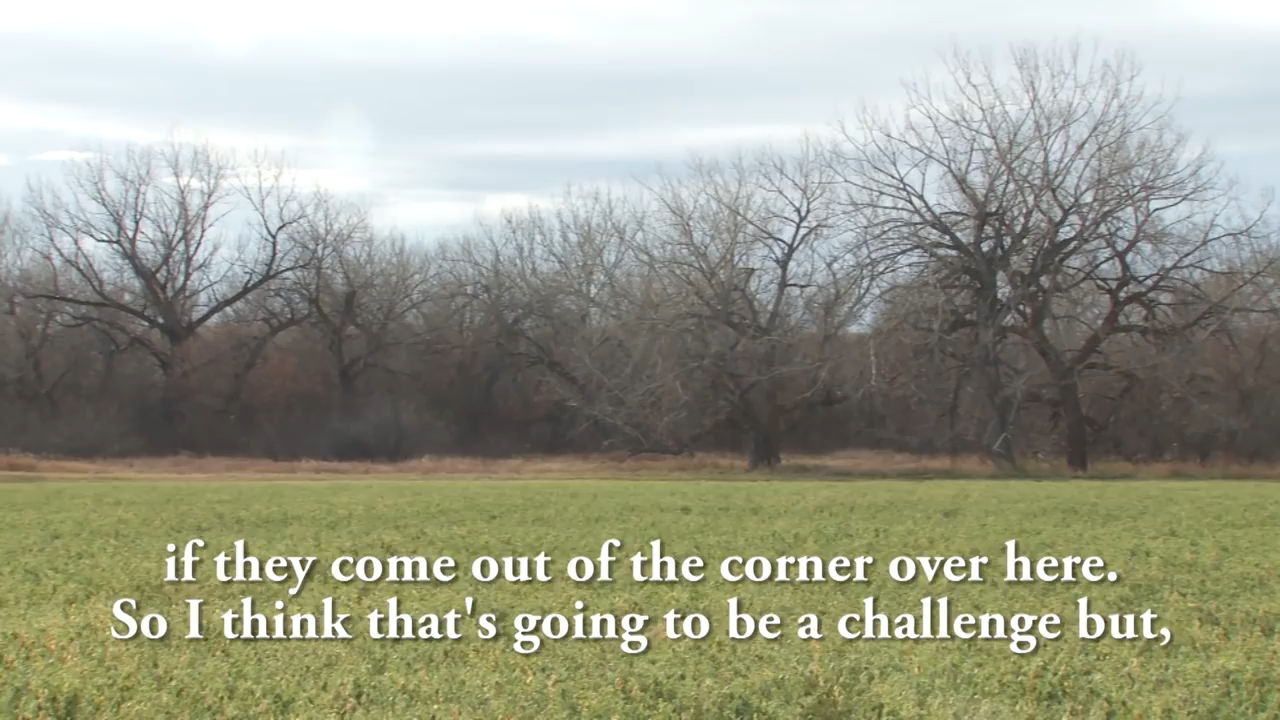 if they come out of the corner over here.
So I think that's going to be a challenge but,